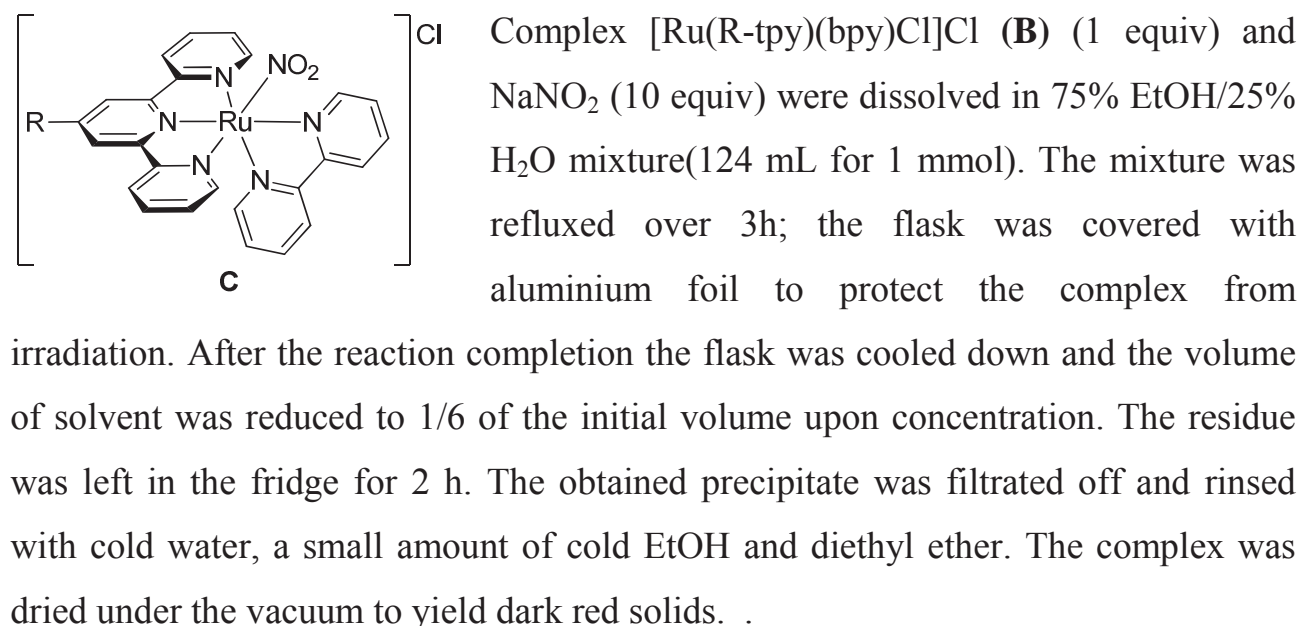 Cl
NO2
N
N
Ru
N
R
N
N
C
Complex [Ru(R-tpy)(bpy)Cl]Cl (B) (1 equiv) and
NaNO2 (10 equiv) were dissolved in 75% EtOH/25%
H2O mixture(124 mL for 1 mmol). The mixture was
refluxed over 3h; the flask was covered with
aluminium foil to protect the complex from
irradiation. After the reaction completion the flask was cooled down and the volume
of solvent was reduced to 1/6 of the initial volume upon concentration. The residue
was left in the fridge for 2 h. The obtained precipitate was filtrated off and rinsed
with cold water, a small amount of cold EtOH and diethyl ether. The complex was
dried under the vacuum to yield dark red solids. .